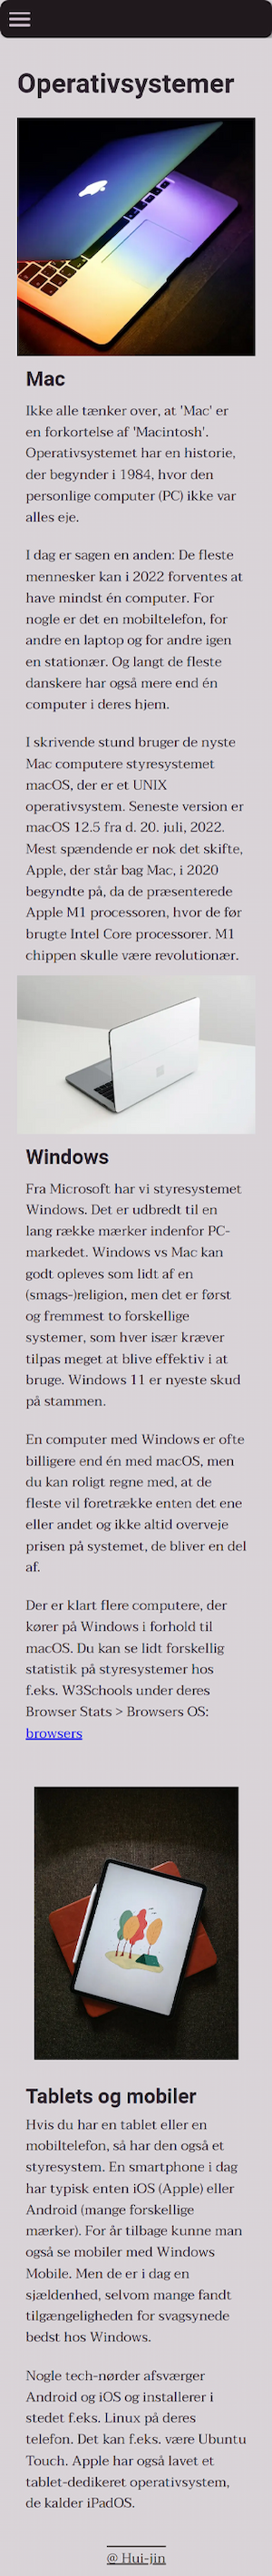 Operativsystemer
Mac
Ikke alle tænker over, at 'Mac' er
en forkortelse af 'Macintosh'.
Operativsystemet har en historie,
der begynder i 1984, hvor den
personlige computer (PC) ikke var
alles eje.
I dag er sagen en anden: De fleste
mennesker kan i 2022 forventes at
have mindst én computer. For
nogle er det en mobiltelefon, for
andre en laptop og for andre igen
en stationær. Og langt de fleste
danskere har også mere end én
computer i deres hjem.
I skrivende stund bruger de nyste
Mac computere styresystemet
macOS, der er et UNIX
operativsystem. Seneste version er
macOS 12.5 fra d. 20. juli, 2022.
Mest spændende er nok det skifte,
Apple, der står bag Mac, i 2020
begyndte på, da de præsenterede
Apple M1 processoren, hvor de før
brugte Intel Core processorer. M1
chippen skulle være revolutionær.
Windows
Fra Microsoft har vi styresystemet
Windows. Det er udbredt til en
lang række mærker indenfor PC-
markedet. Windows vs Mac kan
godt opleves som lidt af en
(smags-)religion, men det er først
og fremmest to forskellige
systemer, som hver især kræver
tilpas meget at blive effektiv i at
bruge. Windows 11 er nyeste skud
på stammen.
En computer med Windows er ofte
billigere end én med macOS, men
du kan roligt regne med, at de
fleste vil foretrække enten det ene
eller andet og ikke altid overveje
prisen på systemet, de bliver en del
af.
Der er klart flere computere, der
kører på Windows i forhold til
macOS. Du kan se lidt forskellig
statistik på styresystemer hos
f.eks. W3Schools under deres
Browser Stats > Browsers OS:
browsers
Tablets og mobiler
Hvis du har en tablet eller en
mobiltelefon, så har den også et
styresystem. En smartphone i dag
har typisk enten iOS (Apple) eller
Android (mange forskellige
mærker). For år tilbage kunne man
også se mobiler med Windows
Mobile. Men de er i dag en
sjældenhed, selvom mange fandt
tilgængeligheden for svagsynede
bedst hos Windows.
Nogle tech-nørder afsværger
Android og iOS og installerer i
stedet f.eks. Linux på deres
telefon. Det kan f.eks. være Ubuntu
Touch. Apple har også lavet et
tablet-dedikeret operativsystem,
de kalder iPadOS.
@ Hui-jin